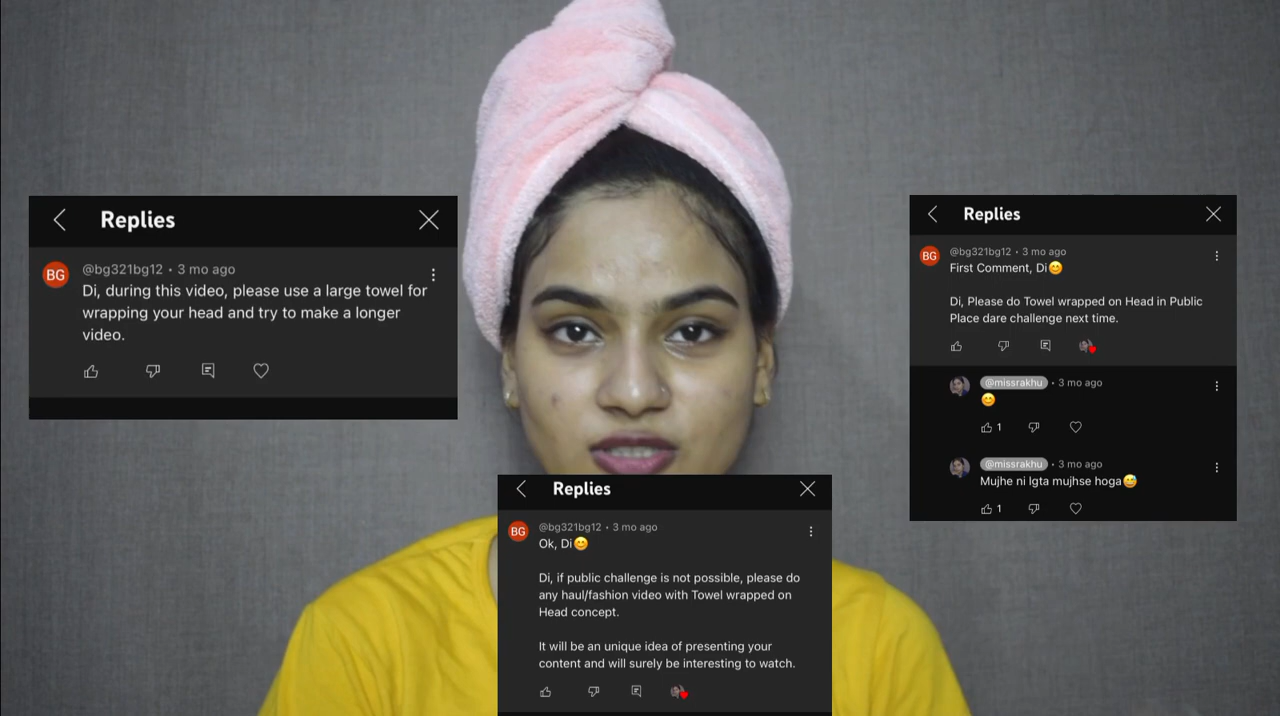 Replies
BG
@bg321bg12 • 3 mo ago
Di, during this video, please use a large towel for
wrapping your head and try to make a longer
video.
Replies
BG
@bg321bg12 • 3 mo ago
Ok, Di😊
Di, if public challenge is not possible, please do
any haul/fashion video with Towel wrapped on
Head concept.
It will be an unique idea of presenting your
content and will surely be interesting to watch.
Replies
BG
@bg321bg12 • 3 mo ago
First Comment, Di😊
Di, Please do Towel wrapped on Head in Public
Place dare challenge next time.
@missrakhu • 3 mo ago
😊
1
@missrakhu • 3 mo ago
Mujhe ni lgta mujhse hoga😅
1